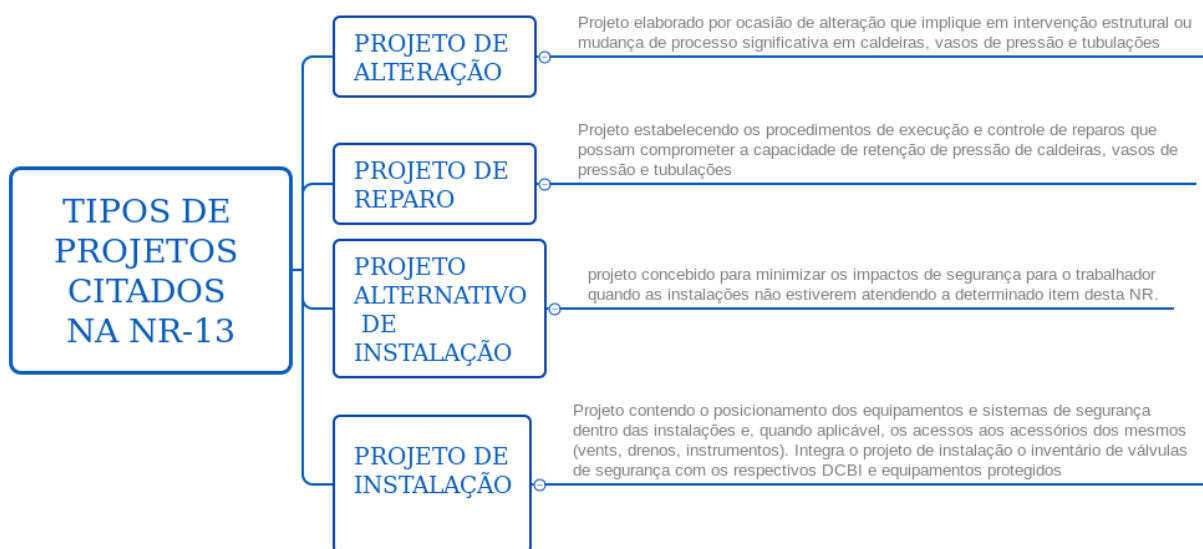 TIPOS DE
PROJETOS
CITADOS
NA NR-13
PROJETO DE
ALTERAÇÃO
Projeto elaborado por ocasião de alteração que implique em intervenção estrutural ou
mudança de processo significativa em caldeiras, vasos de pressão e tubulações
PROJETO DE
REPARO
Projeto estabelecendo os procedimentos de execução e controle de reparos que
possam comprometer a capacidade de retenção de pressão de caldeiras, vasos de
pressão e tubulações
PROJETO
ALTERNATIVO
DE
INSTALAÇÃO
projeto concebido para minimizar os impactos de segurança para o trabalhador
quando as instalações não estiverem atendendo a determinado item desta NR.
PROJETO DE
INSTALAÇÃO
Projeto contendo o posicionamento dos equipamentos e sistemas de segurança
dentro das instalações e, quando aplicável, os acessos aos acessórios dos mesmos
(vents, drenos, instrumentos). Integra o projeto de instalação o inventário de válvulas
de segurança com os respectivos DCBI e equipamentos protegidos